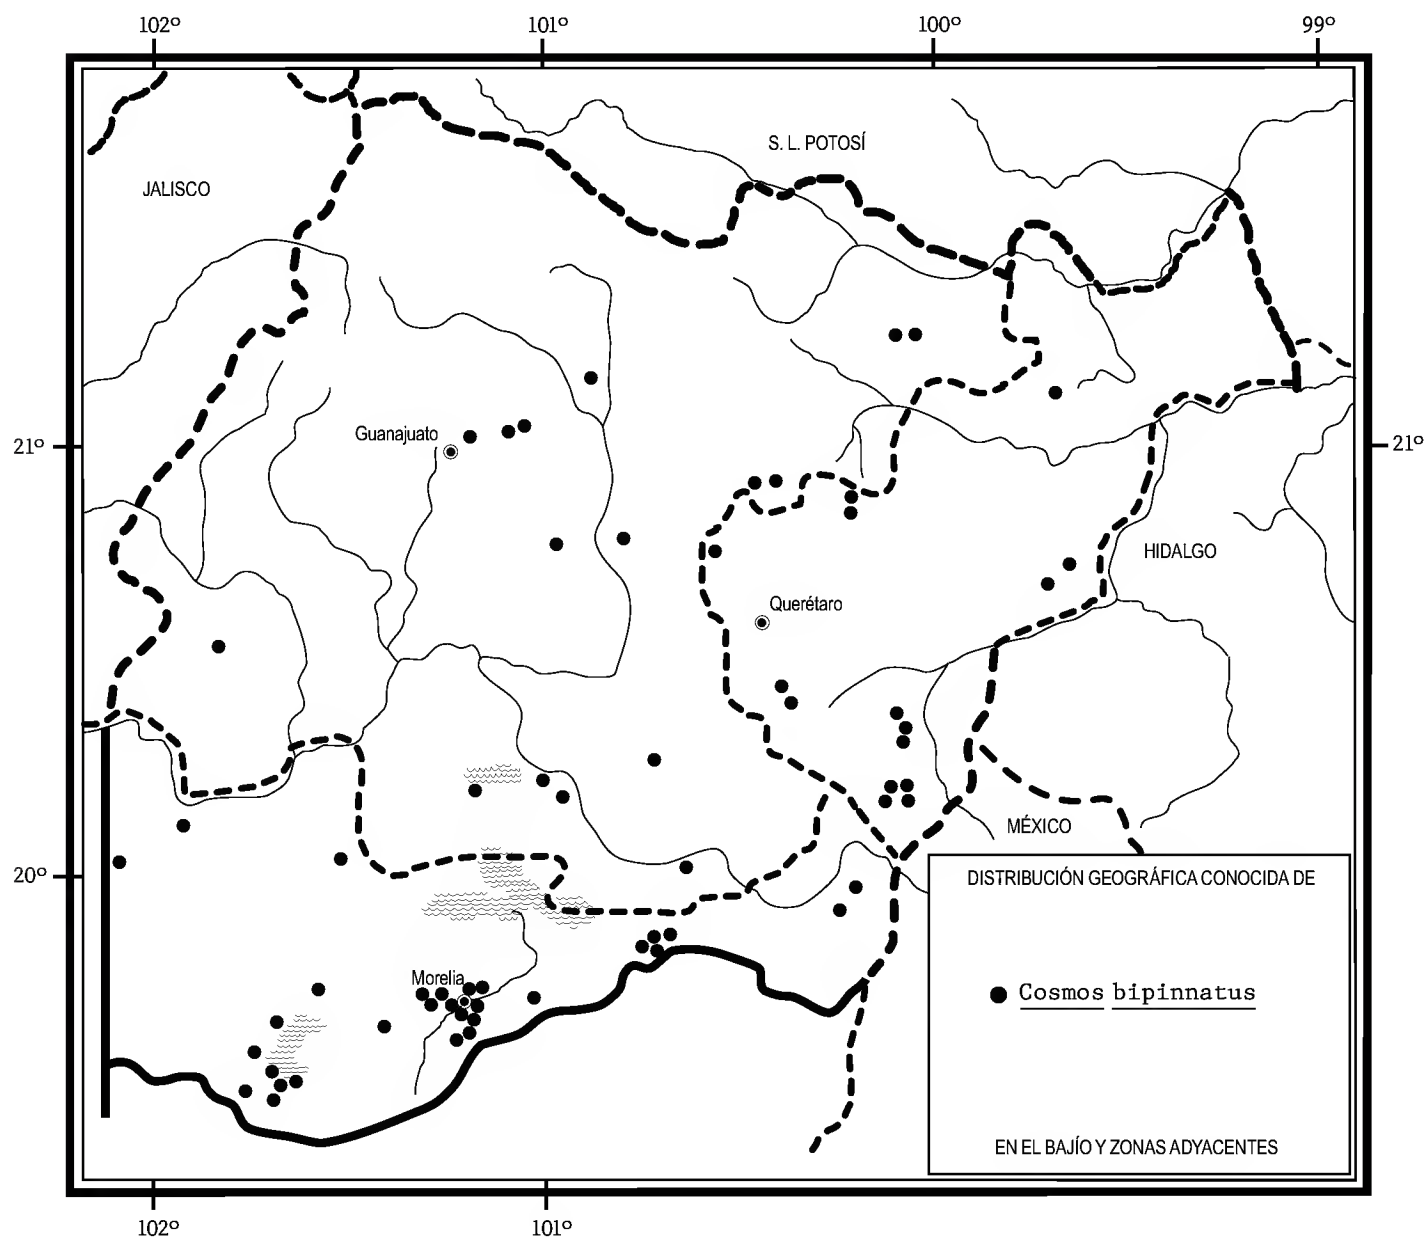 102º 101º 100º 99º
S. L. POTOSÍ
JALISCO
Guanajuato
21º 21º
HIDALGO
Querétaro
MÉXICO
20º
DISTRIBUCIÓN GEOGRÁFICA CONOCIDA DE
Morelia
Cosmos bipinnatus
EN EL BAJÍO Y ZONAS ADYACENTES
102º 101º